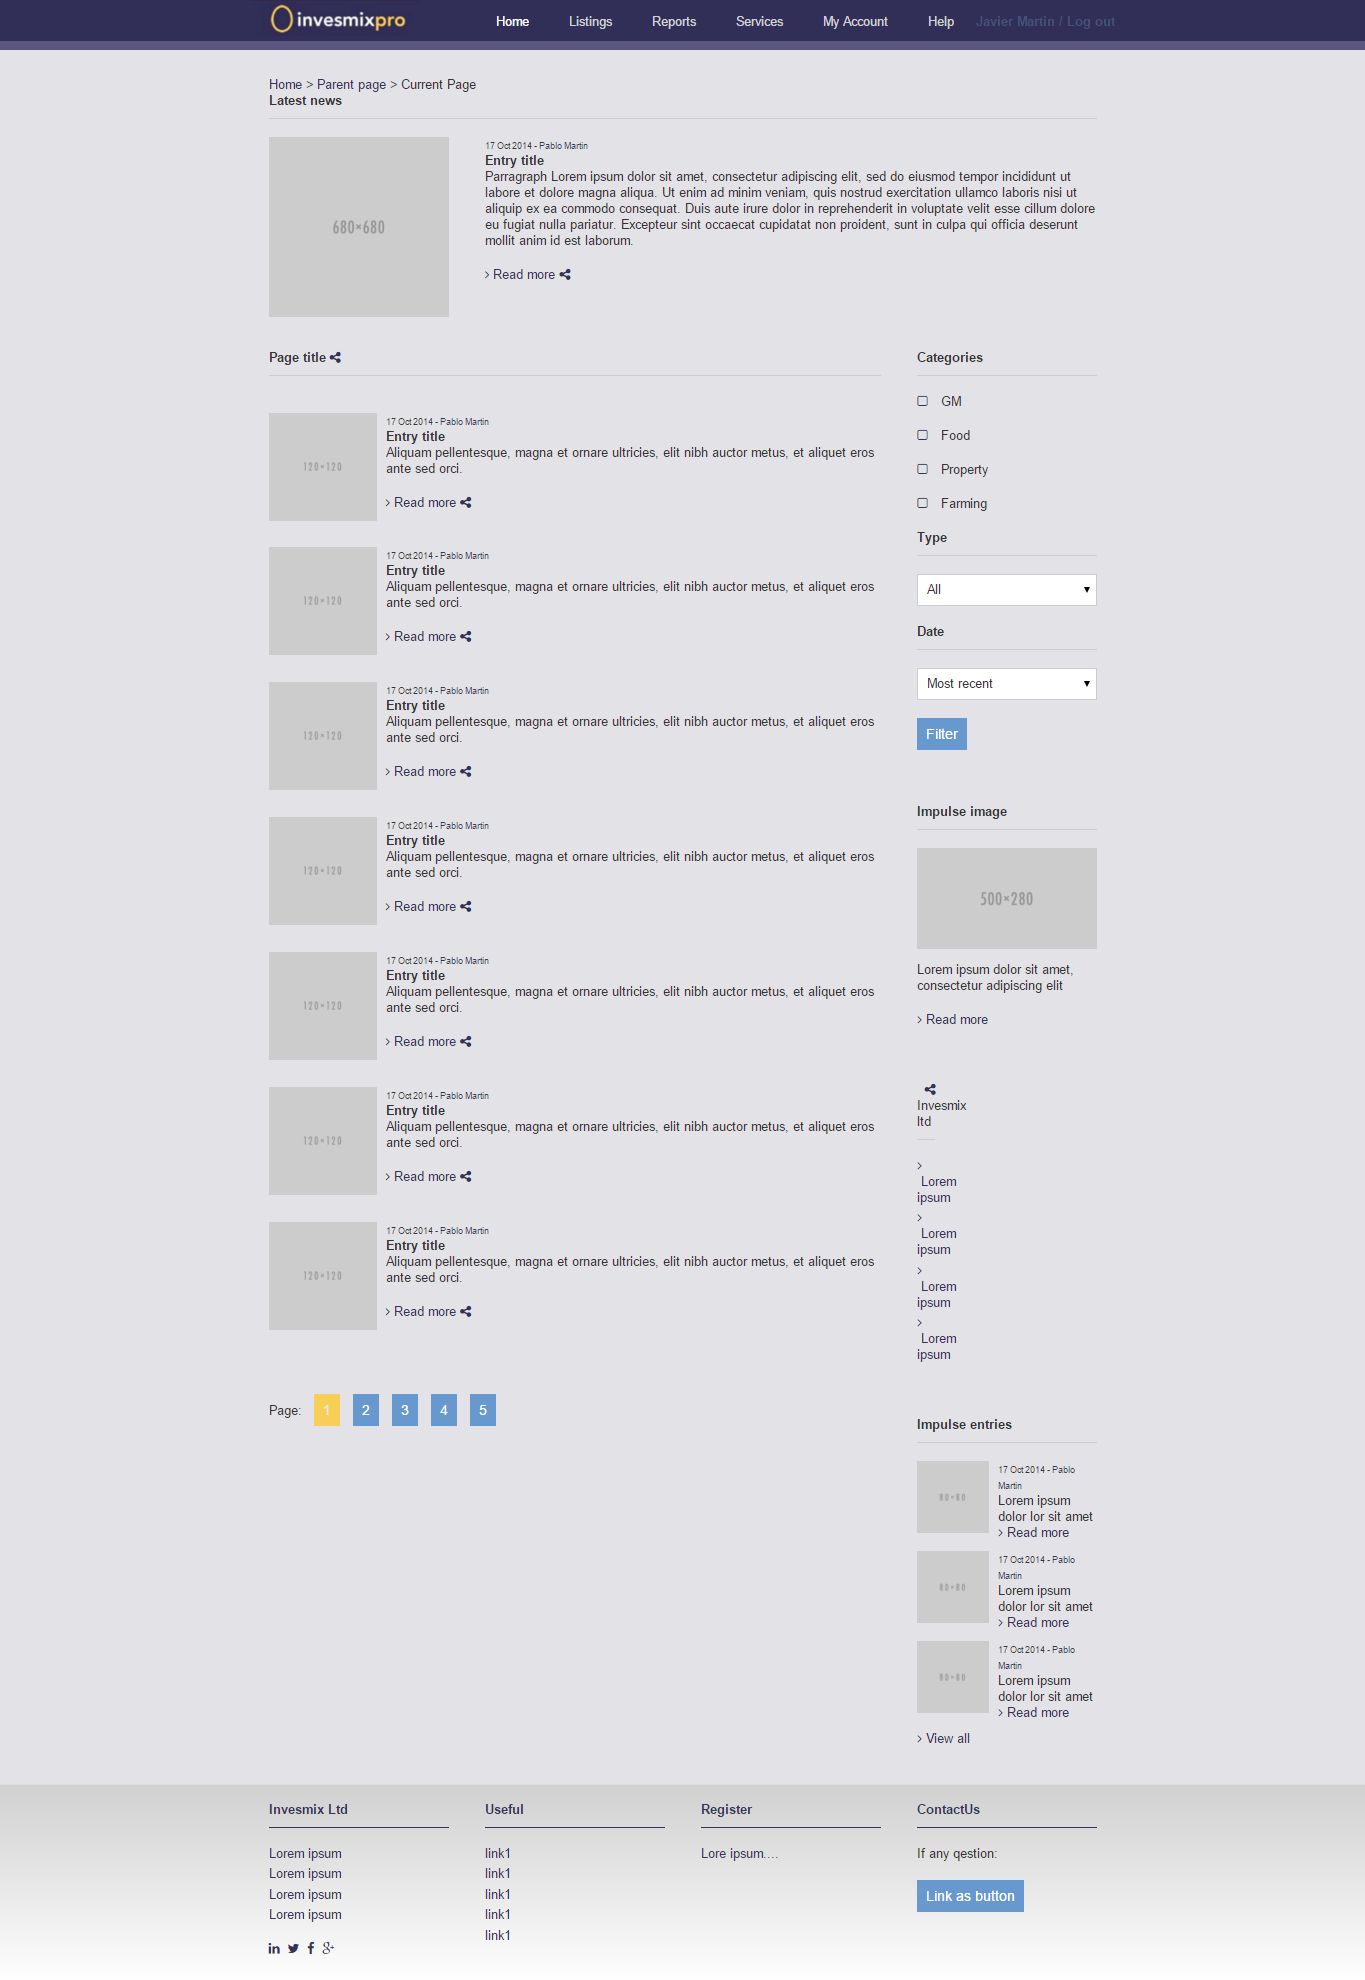 invesmixpro
Home Listings Reports Services My Account Help Javier Martin / Log out
Home > Parent page > Current Page
Latest news
680×680
17 Oct 2014 - Pablo Martin
Entry title
Parragraph Lorem ipsum dolor sit amet, consectetur adipiscing elit, sed do eiusmod tempor incididunt ut
labore et dolore magna aliqua. Ut enim ad minim veniam, quis nostrud exercitation ullamco laboris nisi ut
aliquip ex ea commodo consequat. Duis aute irure dolor in reprehenderit in voluptate velit esse cillum dolore
eu fugiat nulla pariatur. Excepteur sint occaecat cupidatat non proident, sunt in culpa qui officia deserunt
mollit anim id est laborum.
> Read more
Page title
120×120
17 Oct 2014 - Pablo Martin
Entry title
Aliquam pellentesque, magna et ornare ultricies, elit nibh auctor metus, et aliquet eros
ante sed orci.
> Read more
120×120
17 Oct 2014 - Pablo Martin
Entry title
Aliquam pellentesque, magna et ornare ultricies, elit nibh auctor metus, et aliquet eros
ante sed orci.
> Read more
120×120
17 Oct 2014 - Pablo Martin
Entry title
Aliquam pellentesque, magna et ornare ultricies, elit nibh auctor metus, et aliquet eros
ante sed orci.
> Read more
120×120
17 Oct 2014 - Pablo Martin
Entry title
Aliquam pellentesque, magna et ornare ultricies, elit nibh auctor metus, et aliquet eros
ante sed orci.
> Read more
120×120
17 Oct 2014 - Pablo Martin
Entry title
Aliquam pellentesque, magna et ornare ultricies, elit nibh auctor metus, et aliquet eros
ante sed orci.
> Read more
120×120
17 Oct 2014 - Pablo Martin
Entry title
Aliquam pellentesque, magna et ornare ultricies, elit nibh auctor metus, et aliquet eros
ante sed orci.
> Read more
120×120
17 Oct 2014 - Pablo Martin
Entry title
Aliquam pellentesque, magna et ornare ultricies, elit nibh auctor metus, et aliquet eros
ante sed orci.
> Read more
Page: 1 2 3 4 5
Categories
GM
Food
Property
Farming
Type
All
Date
Most recent
Filter
Impulse image
500×280
Lorem ipsum dolor sit amet,
consectetur adipiscing elit
> Read more
Invesmix
ltd
>
Lorem
ipsum
>
Lorem
ipsum
>
Lorem
ipsum
>
Lorem
ipsum
Impulse entries
80×80
17 Oct 2014 - Pablo
Martin
Lorem ipsum
dolor lor sit amet
> Read more
80×80
17 Oct 2014 - Pablo
Martin
Lorem ipsum
dolor lor sit amet
> Read more
80×80
17 Oct 2014 - Pablo
Martin
Lorem ipsum
dolor lor sit amet
> Read more
> View all
Invesmix Ltd
Lorem ipsum
Lorem ipsum
Lorem ipsum
Lorem ipsum
Useful
link1
link1
link1
link1
link1
Register
Lore ipsum....
ContactUs
If any qestion:
Link as button